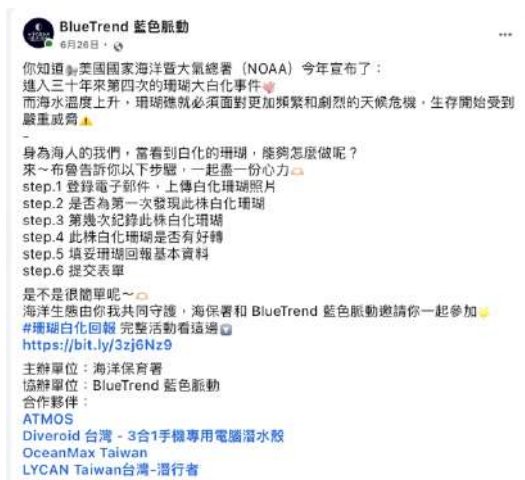 BlueTrend 藍色脈動
6月26日
你知道美國國家海洋暨大氣總署（NOAA）今年宣布了：
進入三十年來第四次的珊瑚大白化事件
而海水溫度上升，珊瑚礁就必須面對更加頻繁和劇烈的天候危機，生存開始受到
嚴重威脅⚠️
-
身為海人的我們，當看到白化的珊瑚，能夠怎麼做呢？
來～布魯告訴你以下步驟，一起盡一份心力🫶🏻
step.1 登錄電子郵件，上傳白化珊瑚照片
step.2 是否為第一次發現此株白化珊瑚
step.3 第幾次紀錄此株白化珊瑚
step.4 此株白化珊瑚是否有好轉
step.5 填妥珊瑚回報基本資料
step.6 提交表單
是不是很簡單呢～🫶🏻
海洋生態由你我共同守護，海保署和 BlueTrend 藍色脈動邀請你一起參加
#珊瑚白化回報 完整活動看這邊
https://bit.ly/3zj6Nz9
主辦單位：海洋保育署
協辦單位：BlueTrend 藍色脈動
合作夥伴：
ATMOS
Diveroid 台灣 - 3合1手機專用電腦潛水殼
OceanMax Taiwan
LYCAN Taiwan台灣-潛行者